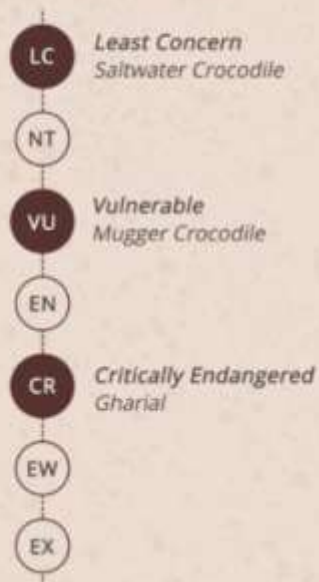 LC
Least Concern
Saltwater Crocodile
NT
VU
Vulnerable
Mugger Crocodile
EN
CR
Critically Endangered
Gharial
EW
EX